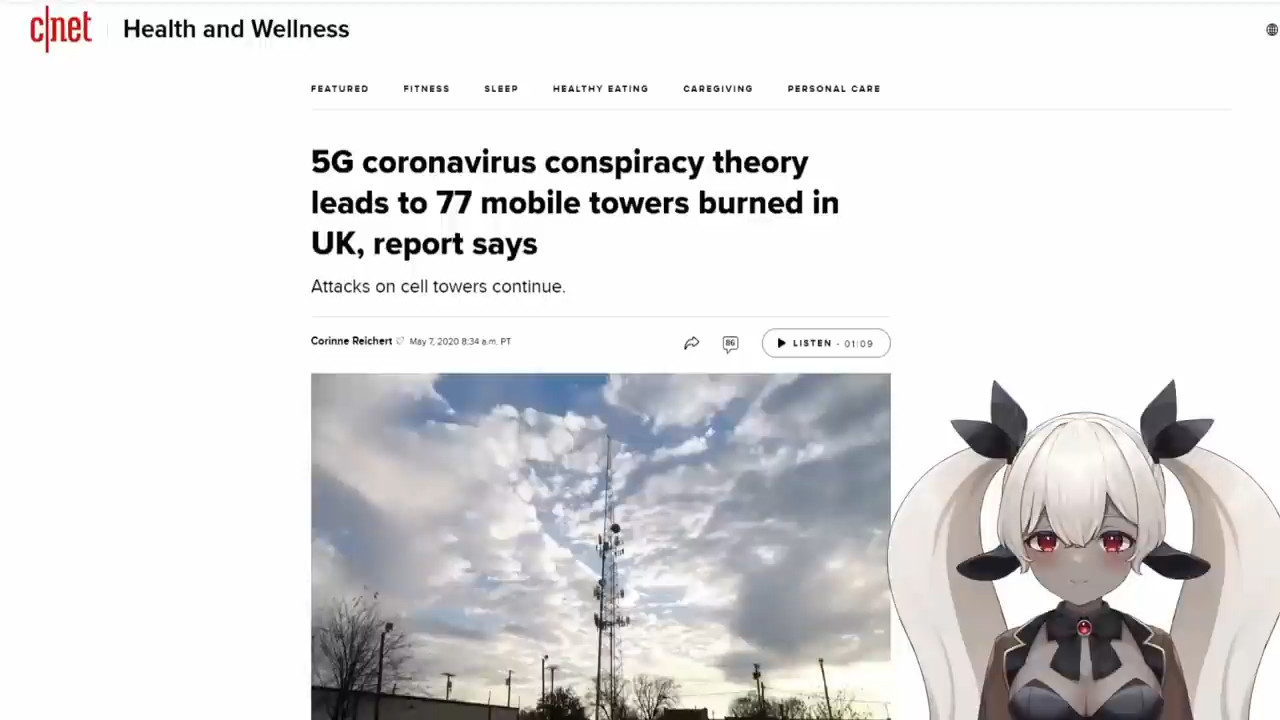 c|net
Health and Wellness
FEATURED FITNESS SLEEP HEALTHY EATING CAREGIVING PERSONAL CARE
5G coronavirus conspiracy theory
leads to 77 mobile towers burned in
UK, report says
Attacks on cell towers continue.
Corinne Reichert May 7, 2020 8:34 a.m. PT
86
LISTEN - 01:09